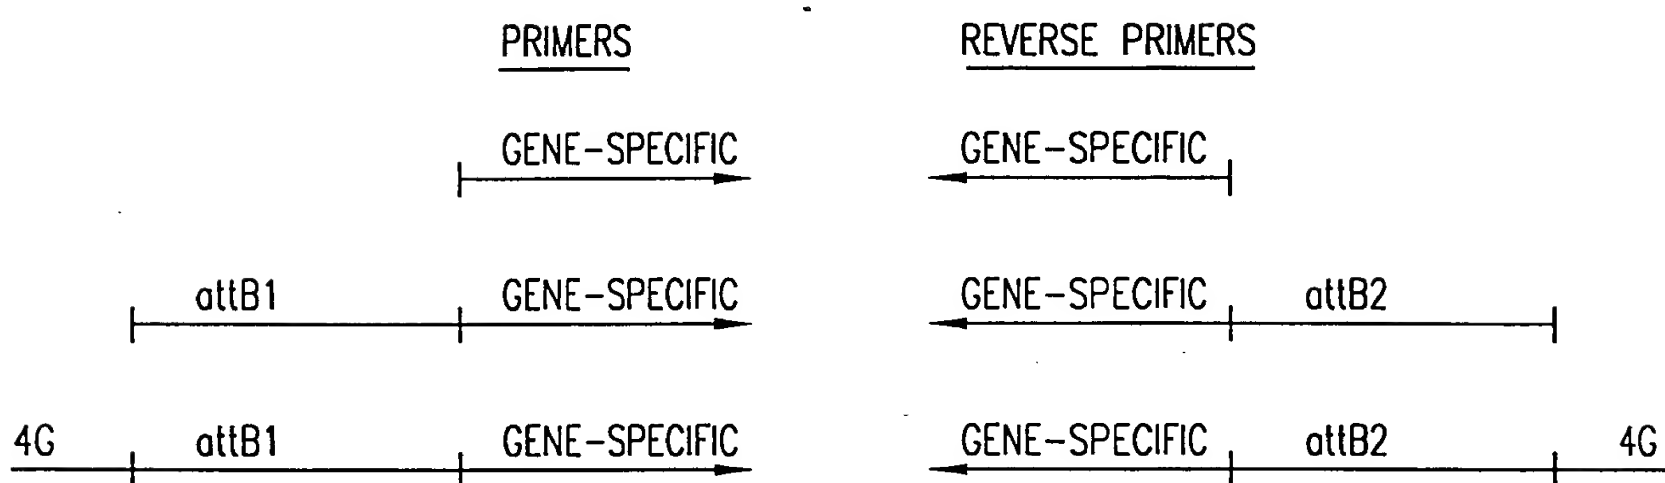 PRIMERS REVERSE PRIMERS
GENE-SPECIFIC GENE-SPECIFIC
attB1 GENE-SPECIFIC GENE-SPECIFIC attB2
4G attB1 GENE-SPECIFIC GENE-SPECIFIC attB2 4G